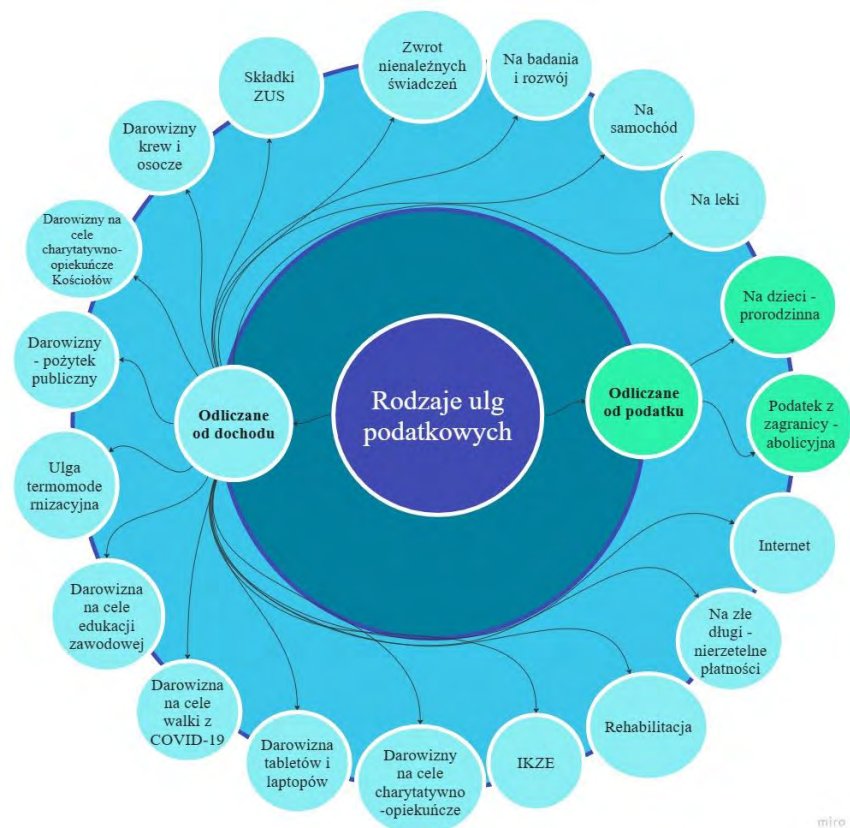 Zwrot
nienależnych
świadczeń
Na badania
i rozwój
Na
samochód
Na leki
Na dzieci -
prorodzinna
Podatek z
zagranicy -
abolicyjna
Internet
Na złe
długi -
nierzetelne
płatności
Rehabilitacja
IKZE
Darowizny
na cele
charytatywno
-opiekuńcze
Darowizna
tabletów i
laptopów
Darowizna
na cele
walki z
COVID-19
Darowizna
na cele
edukacji
zawodowej
Ulga
termomode
rnizacyjna
Darowizny
- pożytek
publiczny
Darowizny na
cele
charytatywno-
opiekuńcze
Kościołów
Darowizny
krew i
osocze
Składki
ZUS
Odliczane
od dochodu
Rodzaje ulg
podatkowych
Odliczane
od podatku
miro